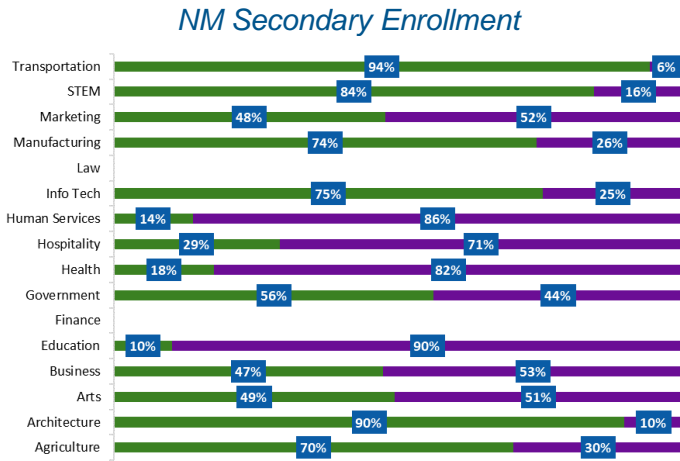 NM Secondary Enrollment
Transportation 94% 6%
STEM 84% 16%
Marketing 48% 52%
Manufacturing 74% 26%
Law
Info Tech 75% 25%
Human Services 14% 86%
Hospitality 29% 71%
Health 18% 82%
Government 56% 44%
Finance
Education 10% 90%
Business 47% 53%
Arts 49% 51%
Architecture 90% 10%
Agriculture 70% 30%